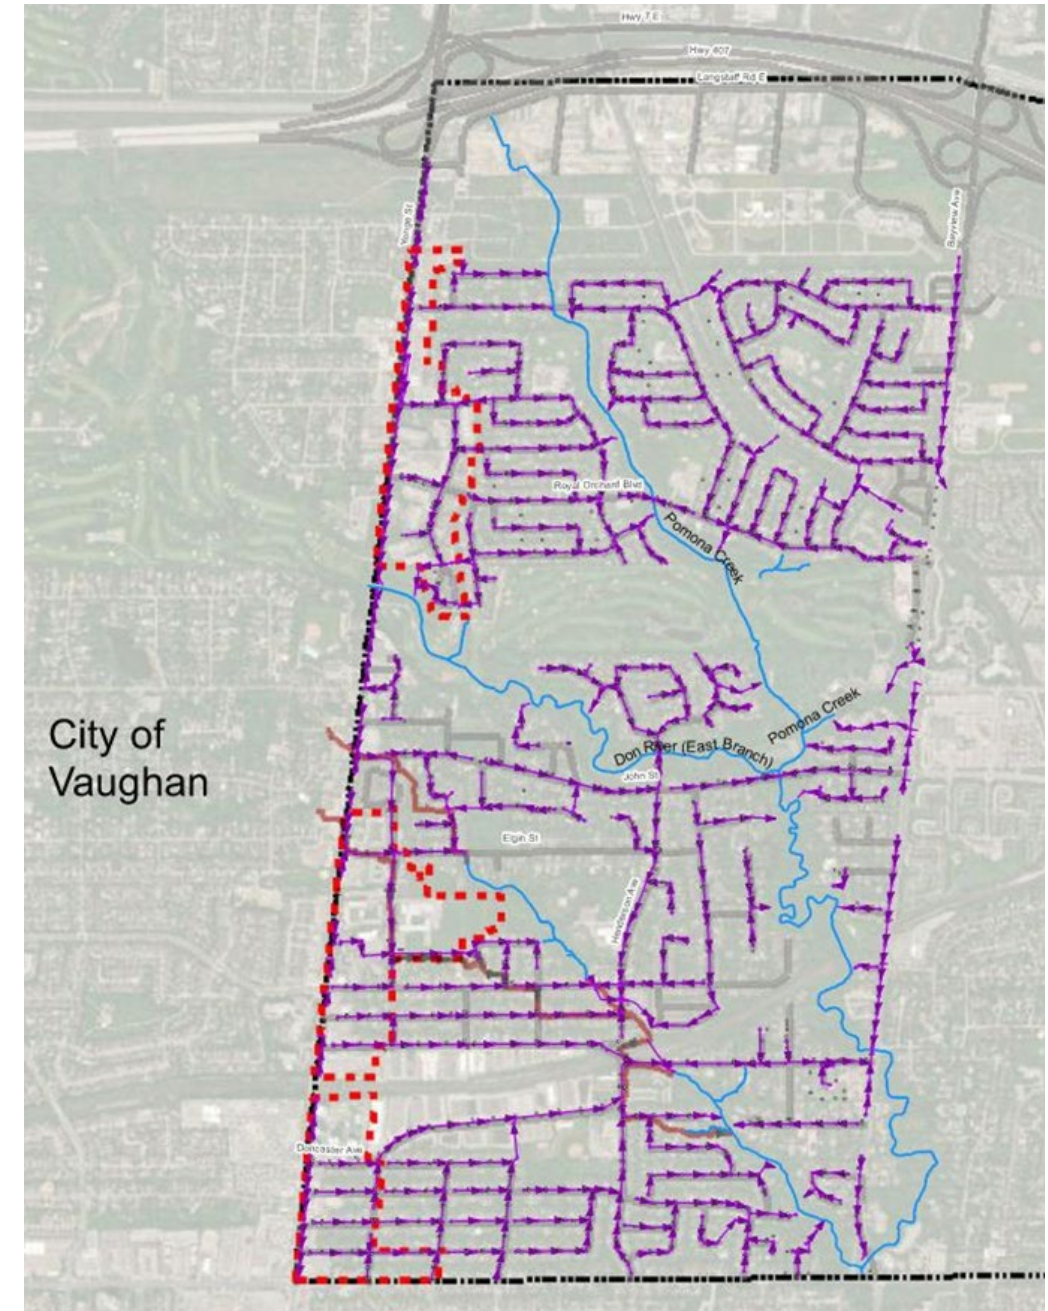 Hwy 7 E
Hwy 407
Langstaff Rd E
Yonge St
Bayview Ave
Royal Orchard Blvd
Pomona Creek
Pomona Creek
City of
Vaughan
Don River (East Branch)
John St
Elgin St
Henderson Ave
Doncaster Ave